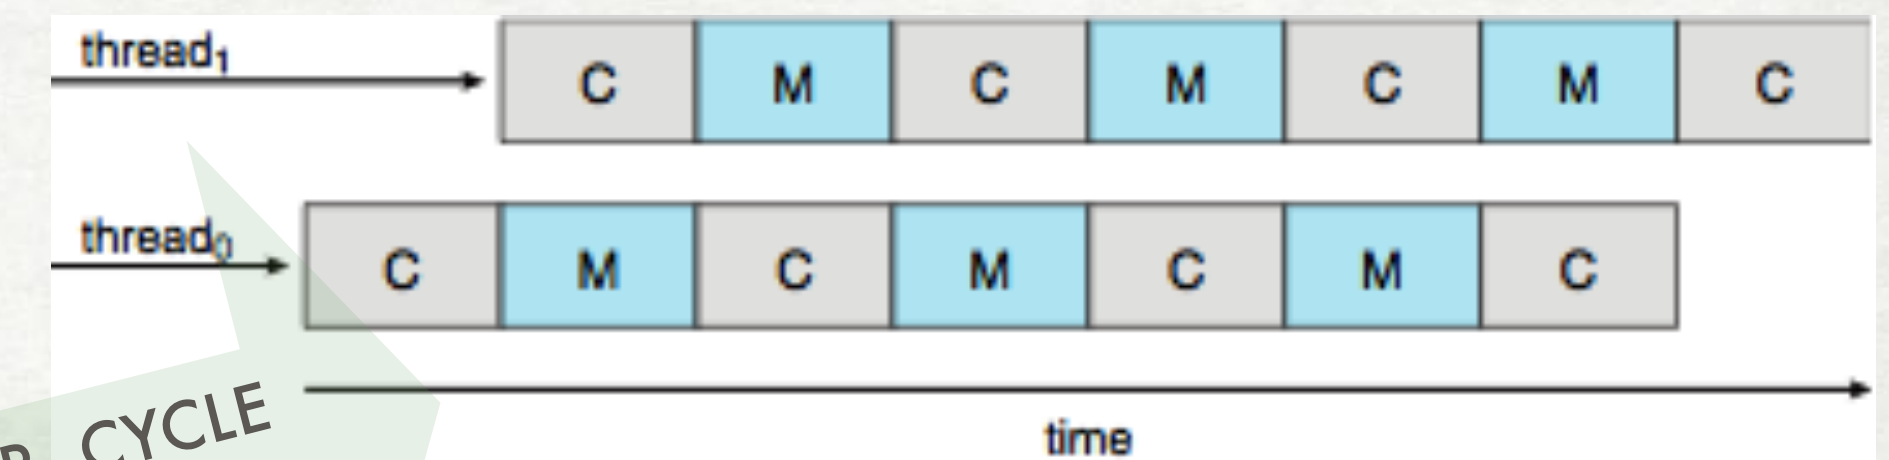 thread₁
C M C M C M C
thread₀
C M C M C M C
CYCLE
time